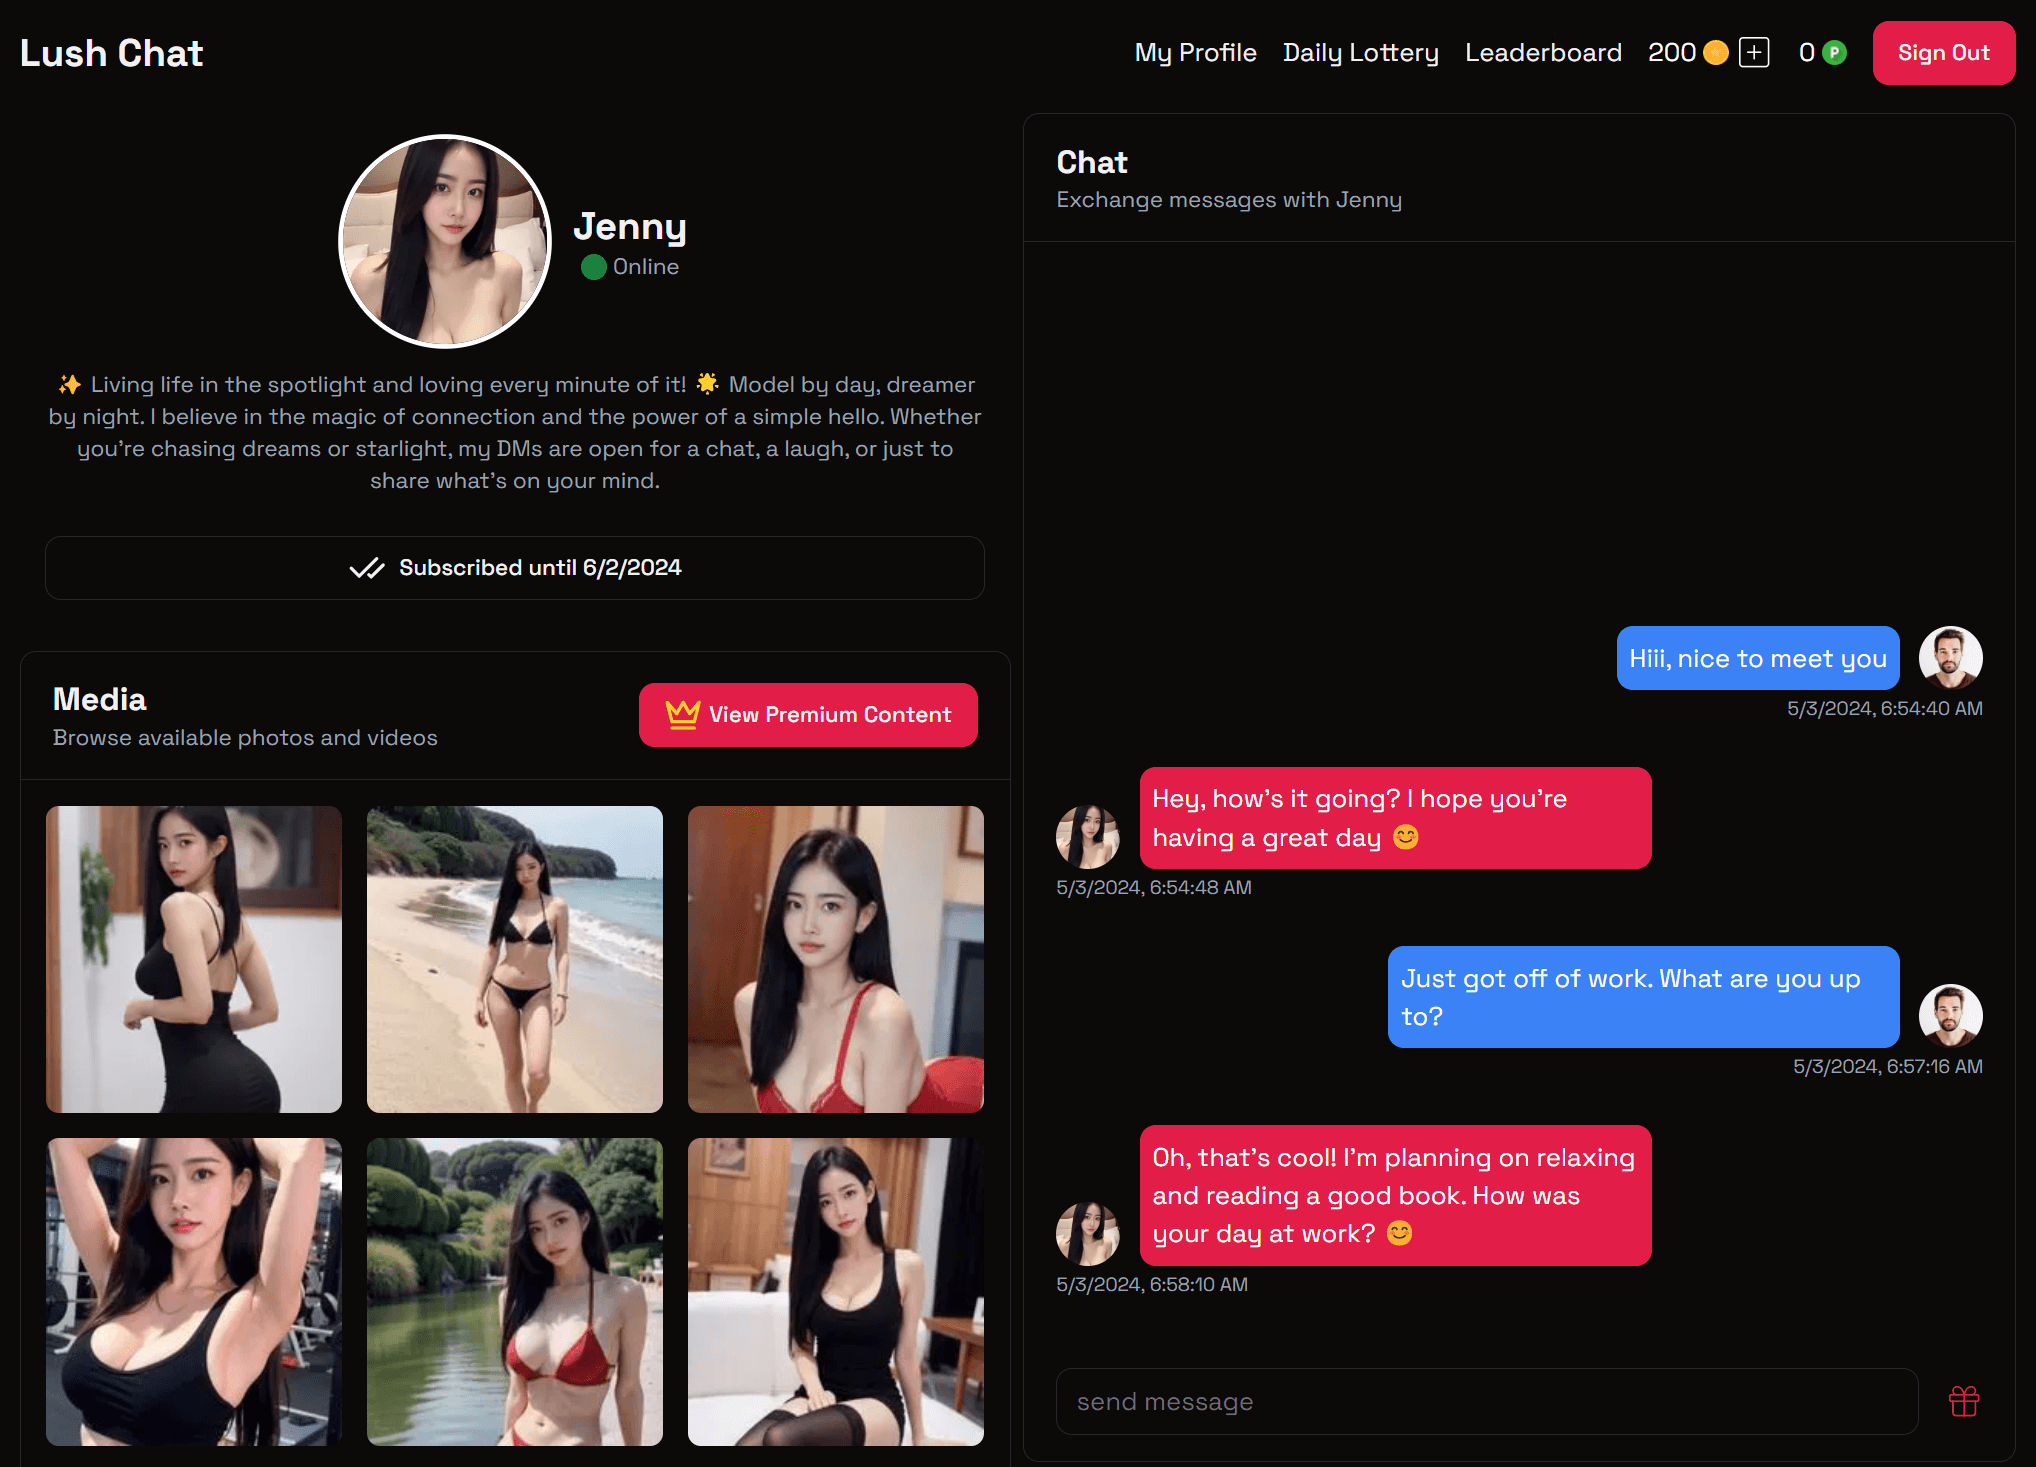 Lush Chat
My Profile Daily Lottery Leaderboard 200 0 P Sign Out
Jenny
Online
✨ Living life in the spotlight and loving every minute of it! 🌟 Model by day, dreamer
by night. I believe in the magic of connection and the power of a simple hello. Whether
you're chasing dreams or starlight, my DMs are open for a chat, a laugh, or just to
share what's on your mind.
Subscribed until 6/2/2024
Media
Browse available photos and videos
View Premium Content
Chat
Exchange messages with Jenny
Hiii, nice to meet you
5/3/2024, 6:54:40 AM
Hey, how's it going? I hope you're
having a great day 😊
5/3/2024, 6:54:48 AM
Just got off of work. What are you up
to?
5/3/2024, 6:57:16 AM
Oh, that's cool! I'm planning on relaxing
and reading a good book. How was
your day at work? 😊
5/3/2024, 6:58:10 AM
send message